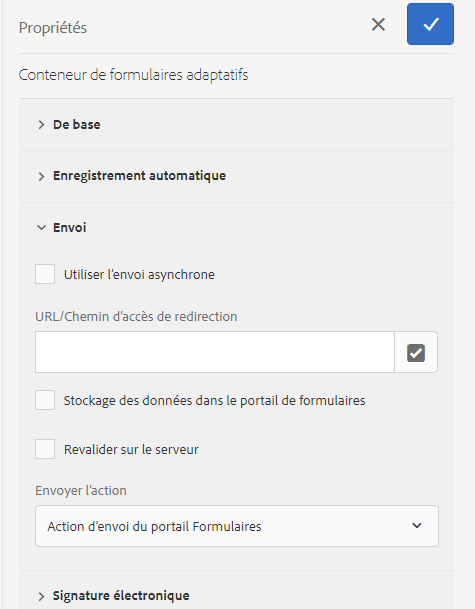 Propriétés
Conteneur de formulaires adaptatifs
De base
Enregistrement automatique
Envoi
Utiliser l’envoi asynchrone
URL/Chemin d’accès de redirection
Stockage des données dans le portail de formulaires
Revalider sur le serveur
Envoyer l’action
Action d’envoi du portail Formulaires
Signature électronique